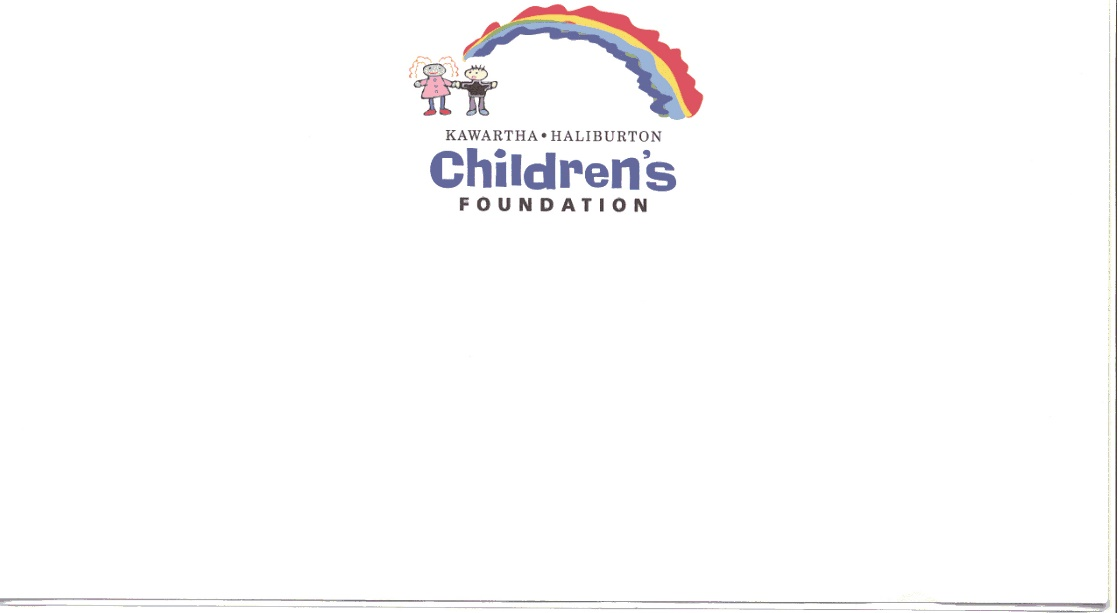 KAWARTHA • HALIBURTON
Children's
FOUNDATION